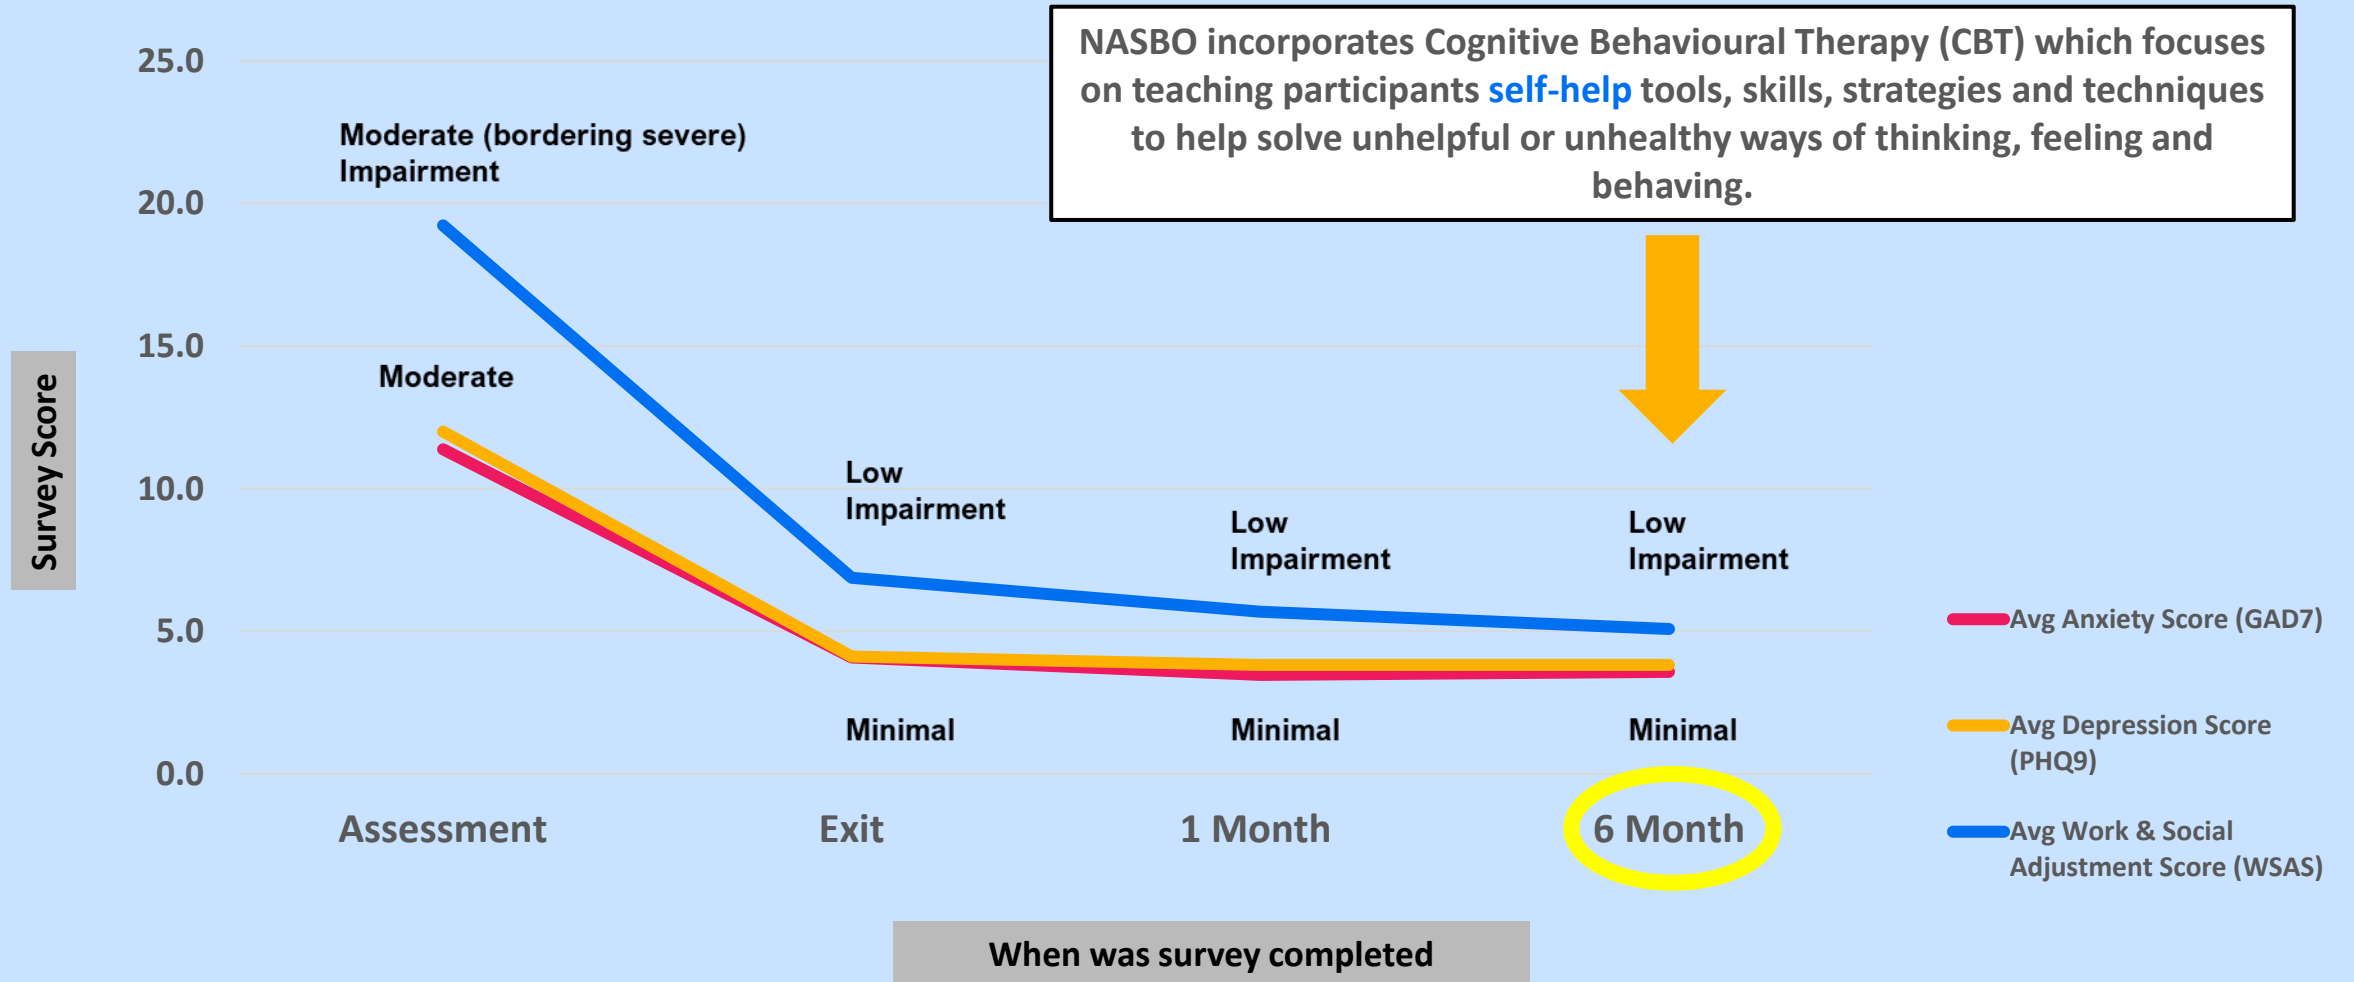 NASBO incorporates Cognitive Behavioural Therapy (CBT) which focuses
on teaching participants self-help tools, skills, strategies and techniques
to help solve unhelpful or unhealthy ways of thinking, feeling and
behaving.
25.0
20.0
15.0
10.0
5.0
0.0
Survey Score
Moderate (bordering severe)
Impairment
Moderate
Low
Impairment
Low
Impairment
Low
Impairment
Minimal
Minimal
Minimal
Assessment
Exit
1 Month
6 Month
When was survey completed
Avg Anxiety Score (GAD7)
Avg Depression Score
(PHQ9)
Avg Work & Social
Adjustment Score (WSAS)